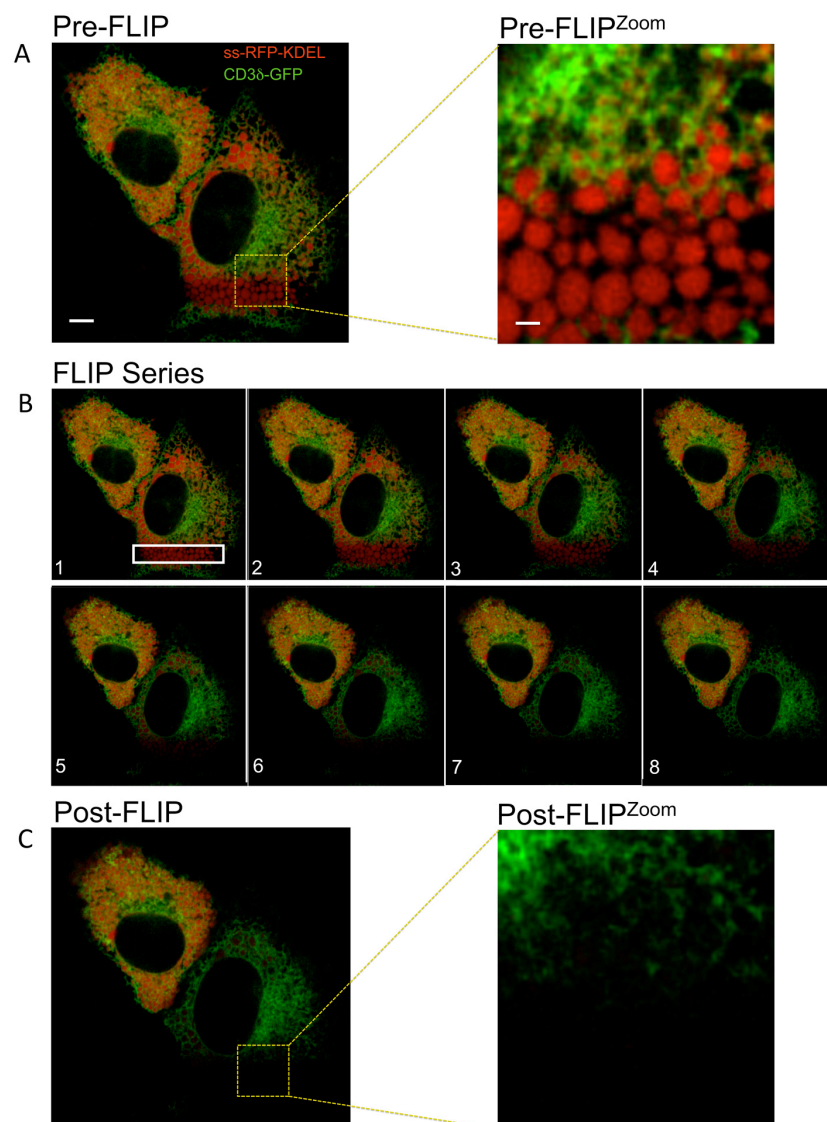 Pre-FLIP
Pre-FLIPZoom
A
ss-RFP-KDEL
CD3δ-GFP
FLIP Series
B
1
2
3
4
5
6
7
8
Post-FLIP
Post-FLIPZoom
C